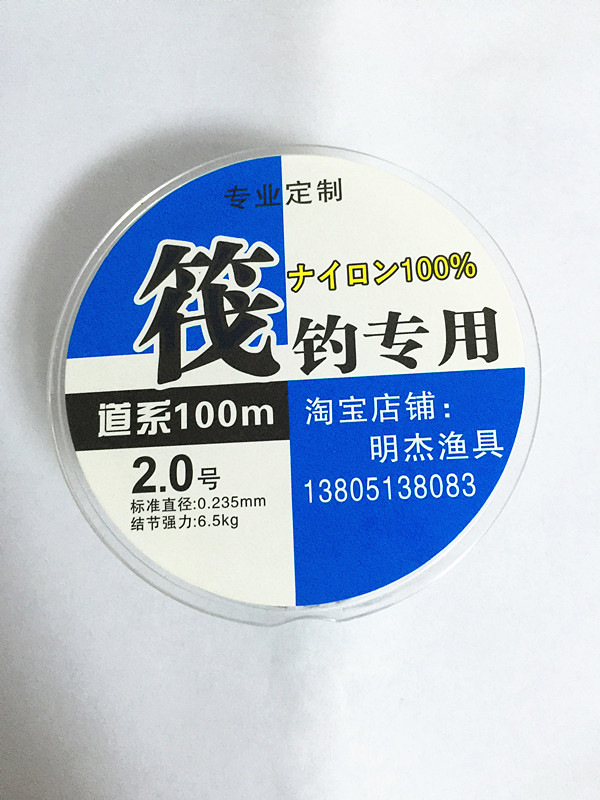 专业定制
ナイロン100%
筏钓专用
道系100m
2.0号
标准直径:0.235mm
结节强力:6.5kg
淘宝店铺：
明杰渔具
13805138083